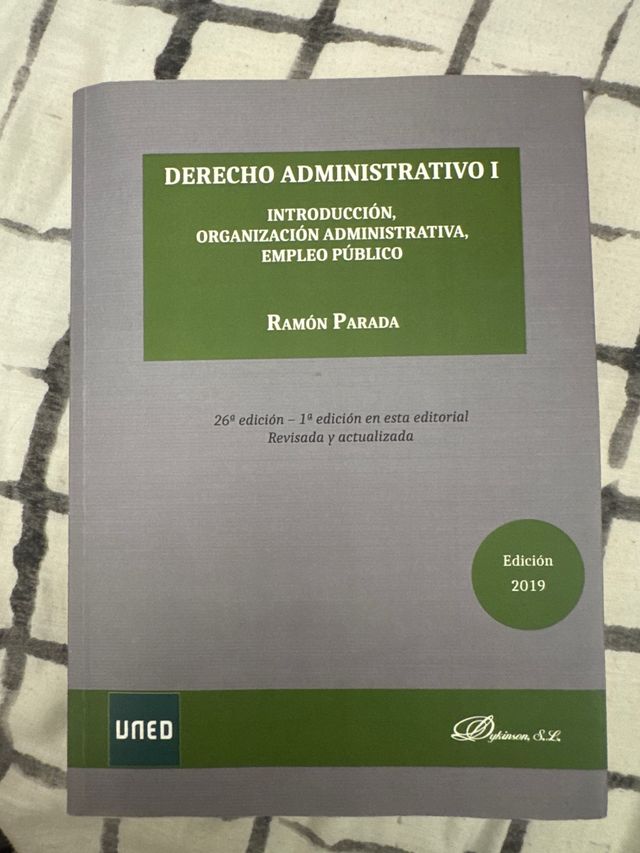 DERECHO ADMINISTRATIVO I
INTRODUCCIÓN,
ORGANIZACIÓN ADMINISTRATIVA,
EMPLEO PÚBLICO
RAMÓN PARADA
26ª edición – 1ª edición en esta editorial
Revisada y actualizada
Edición
2019
UNED
Dykinson, S.L.